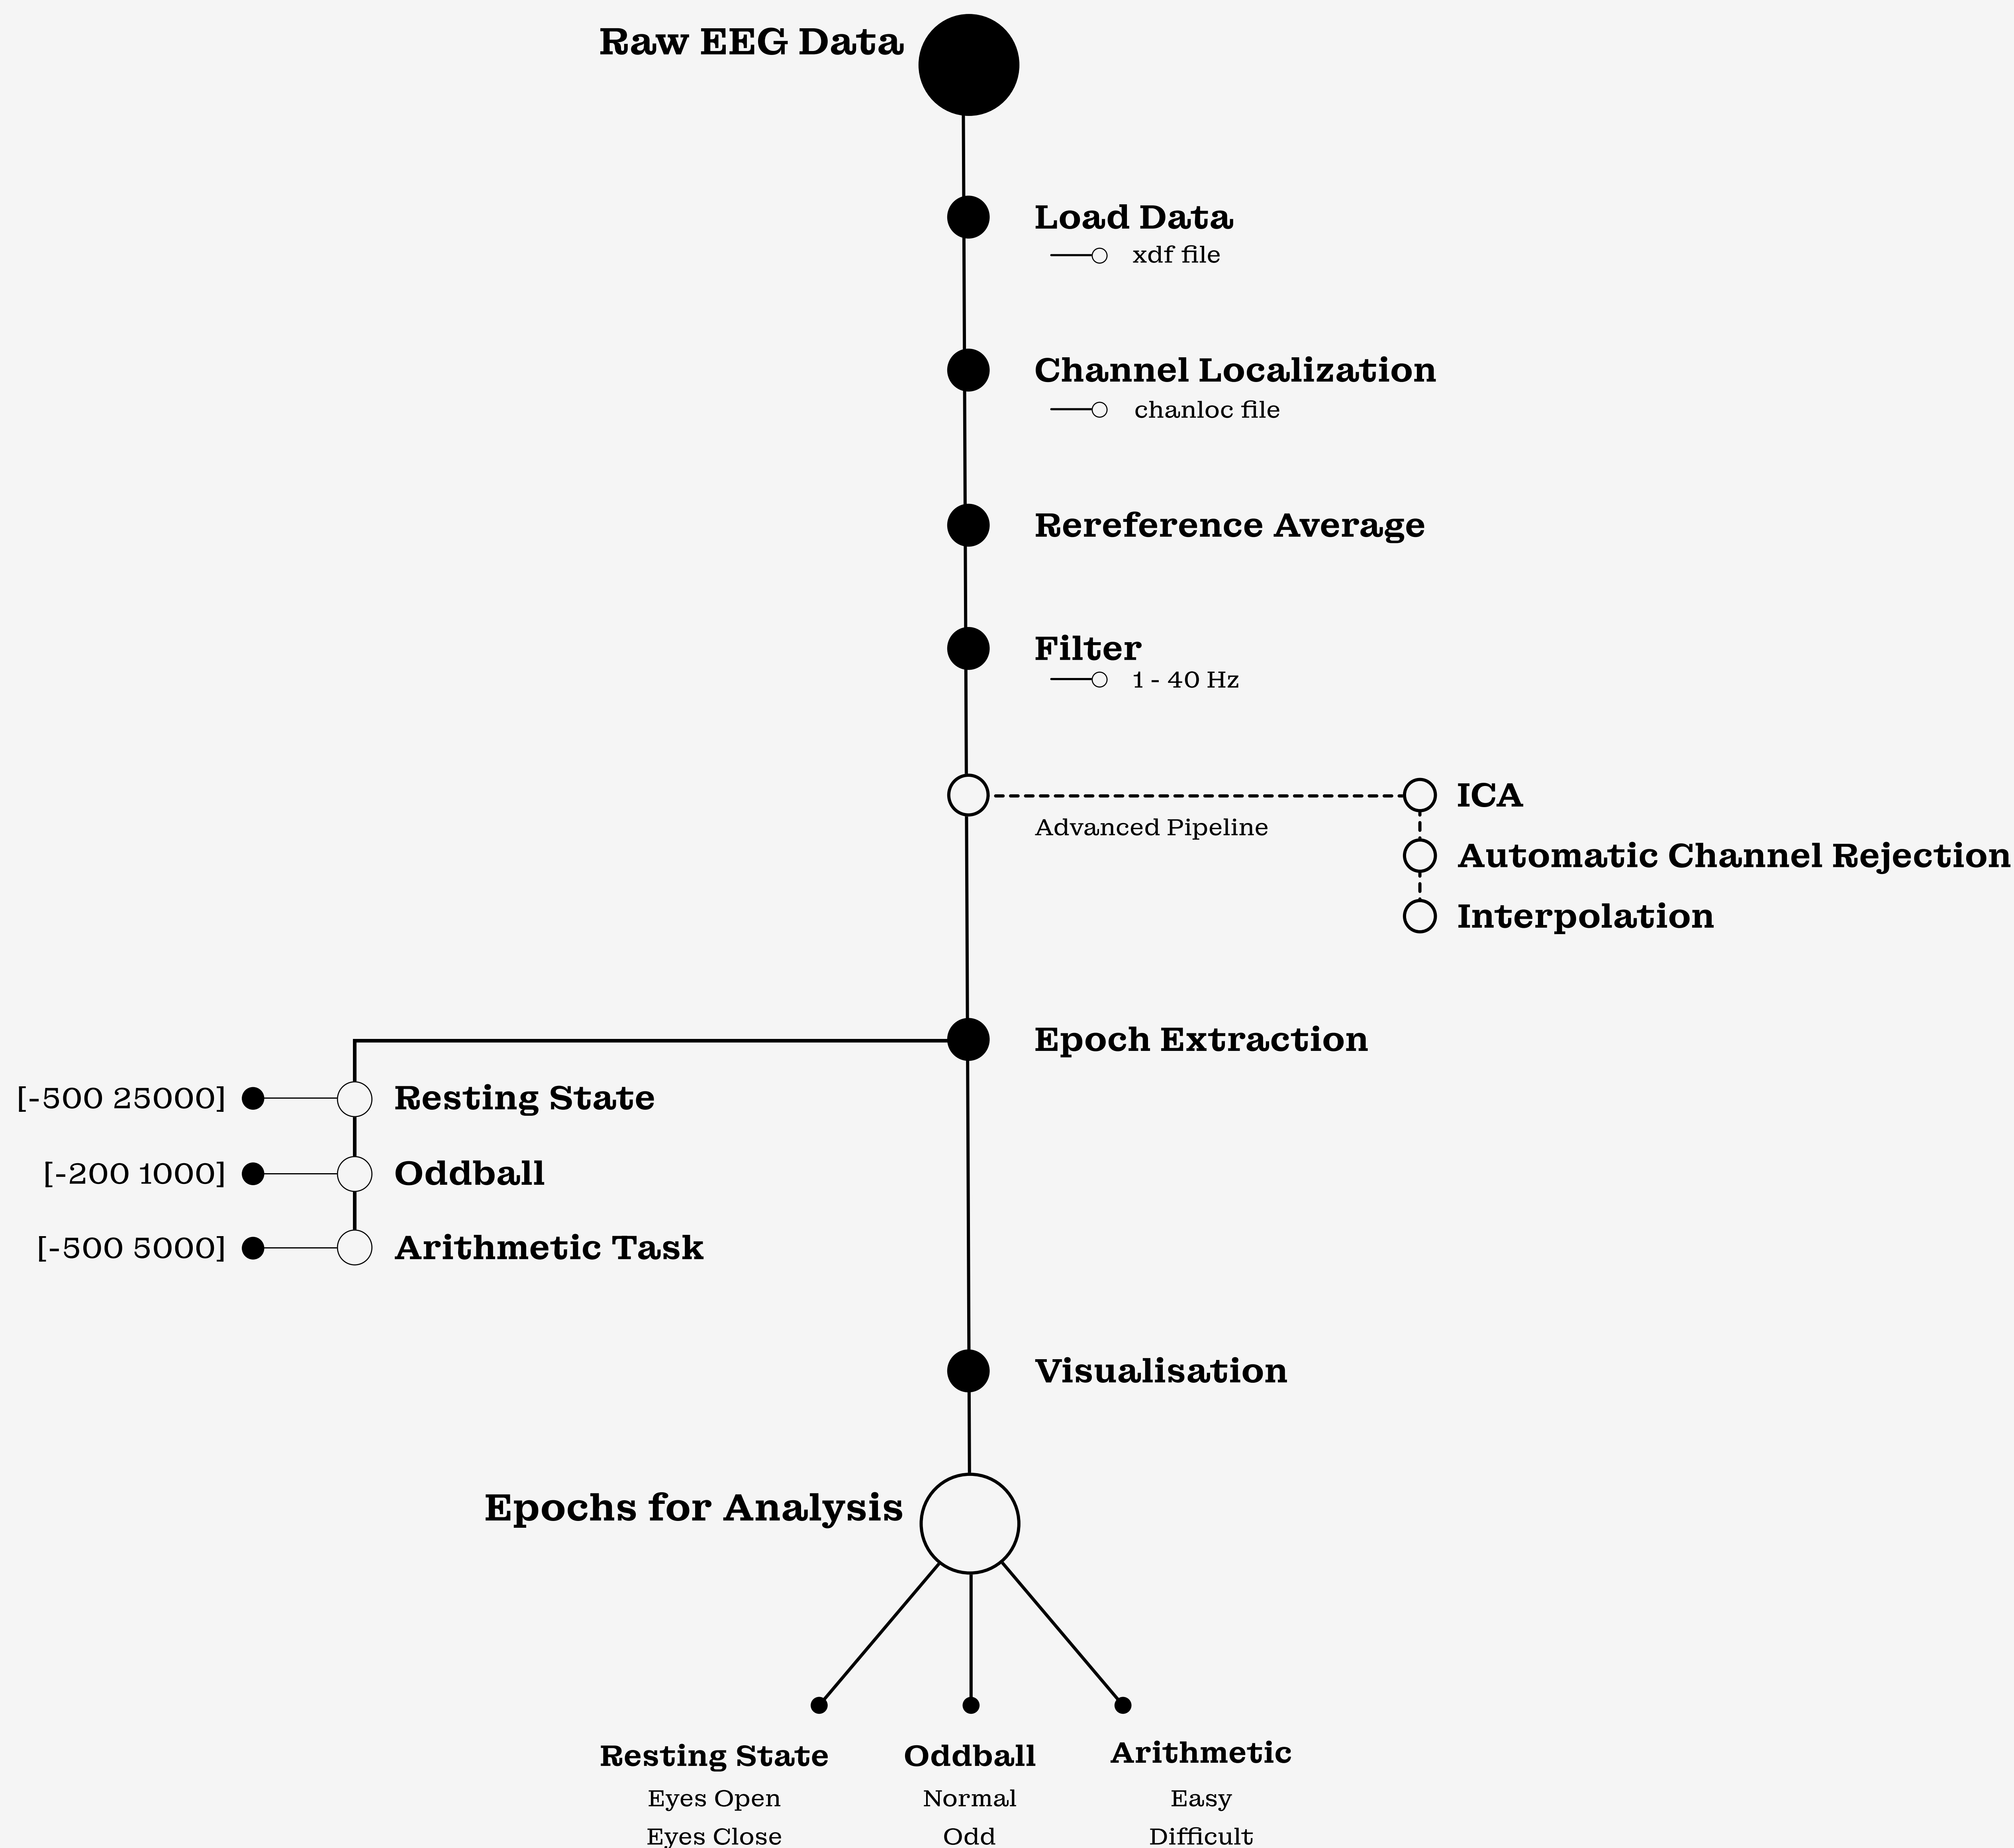 Raw EEG Data
Load Data
xdf file
Channel Localization
chanloc file
Rereference Average
Filter
1 - 40 Hz
Advanced Pipeline
ICA
Automatic Channel Rejection
Interpolation
Epoch Extraction
[-500 25000]
Resting State
[-200 1000]
Oddball
[-500 5000]
Arithmetic Task
Visualisation
Epochs for Analysis
Resting State
Eyes Open
Eyes Close
Oddball
Normal
Odd
Arithmetic
Easy
Difficult